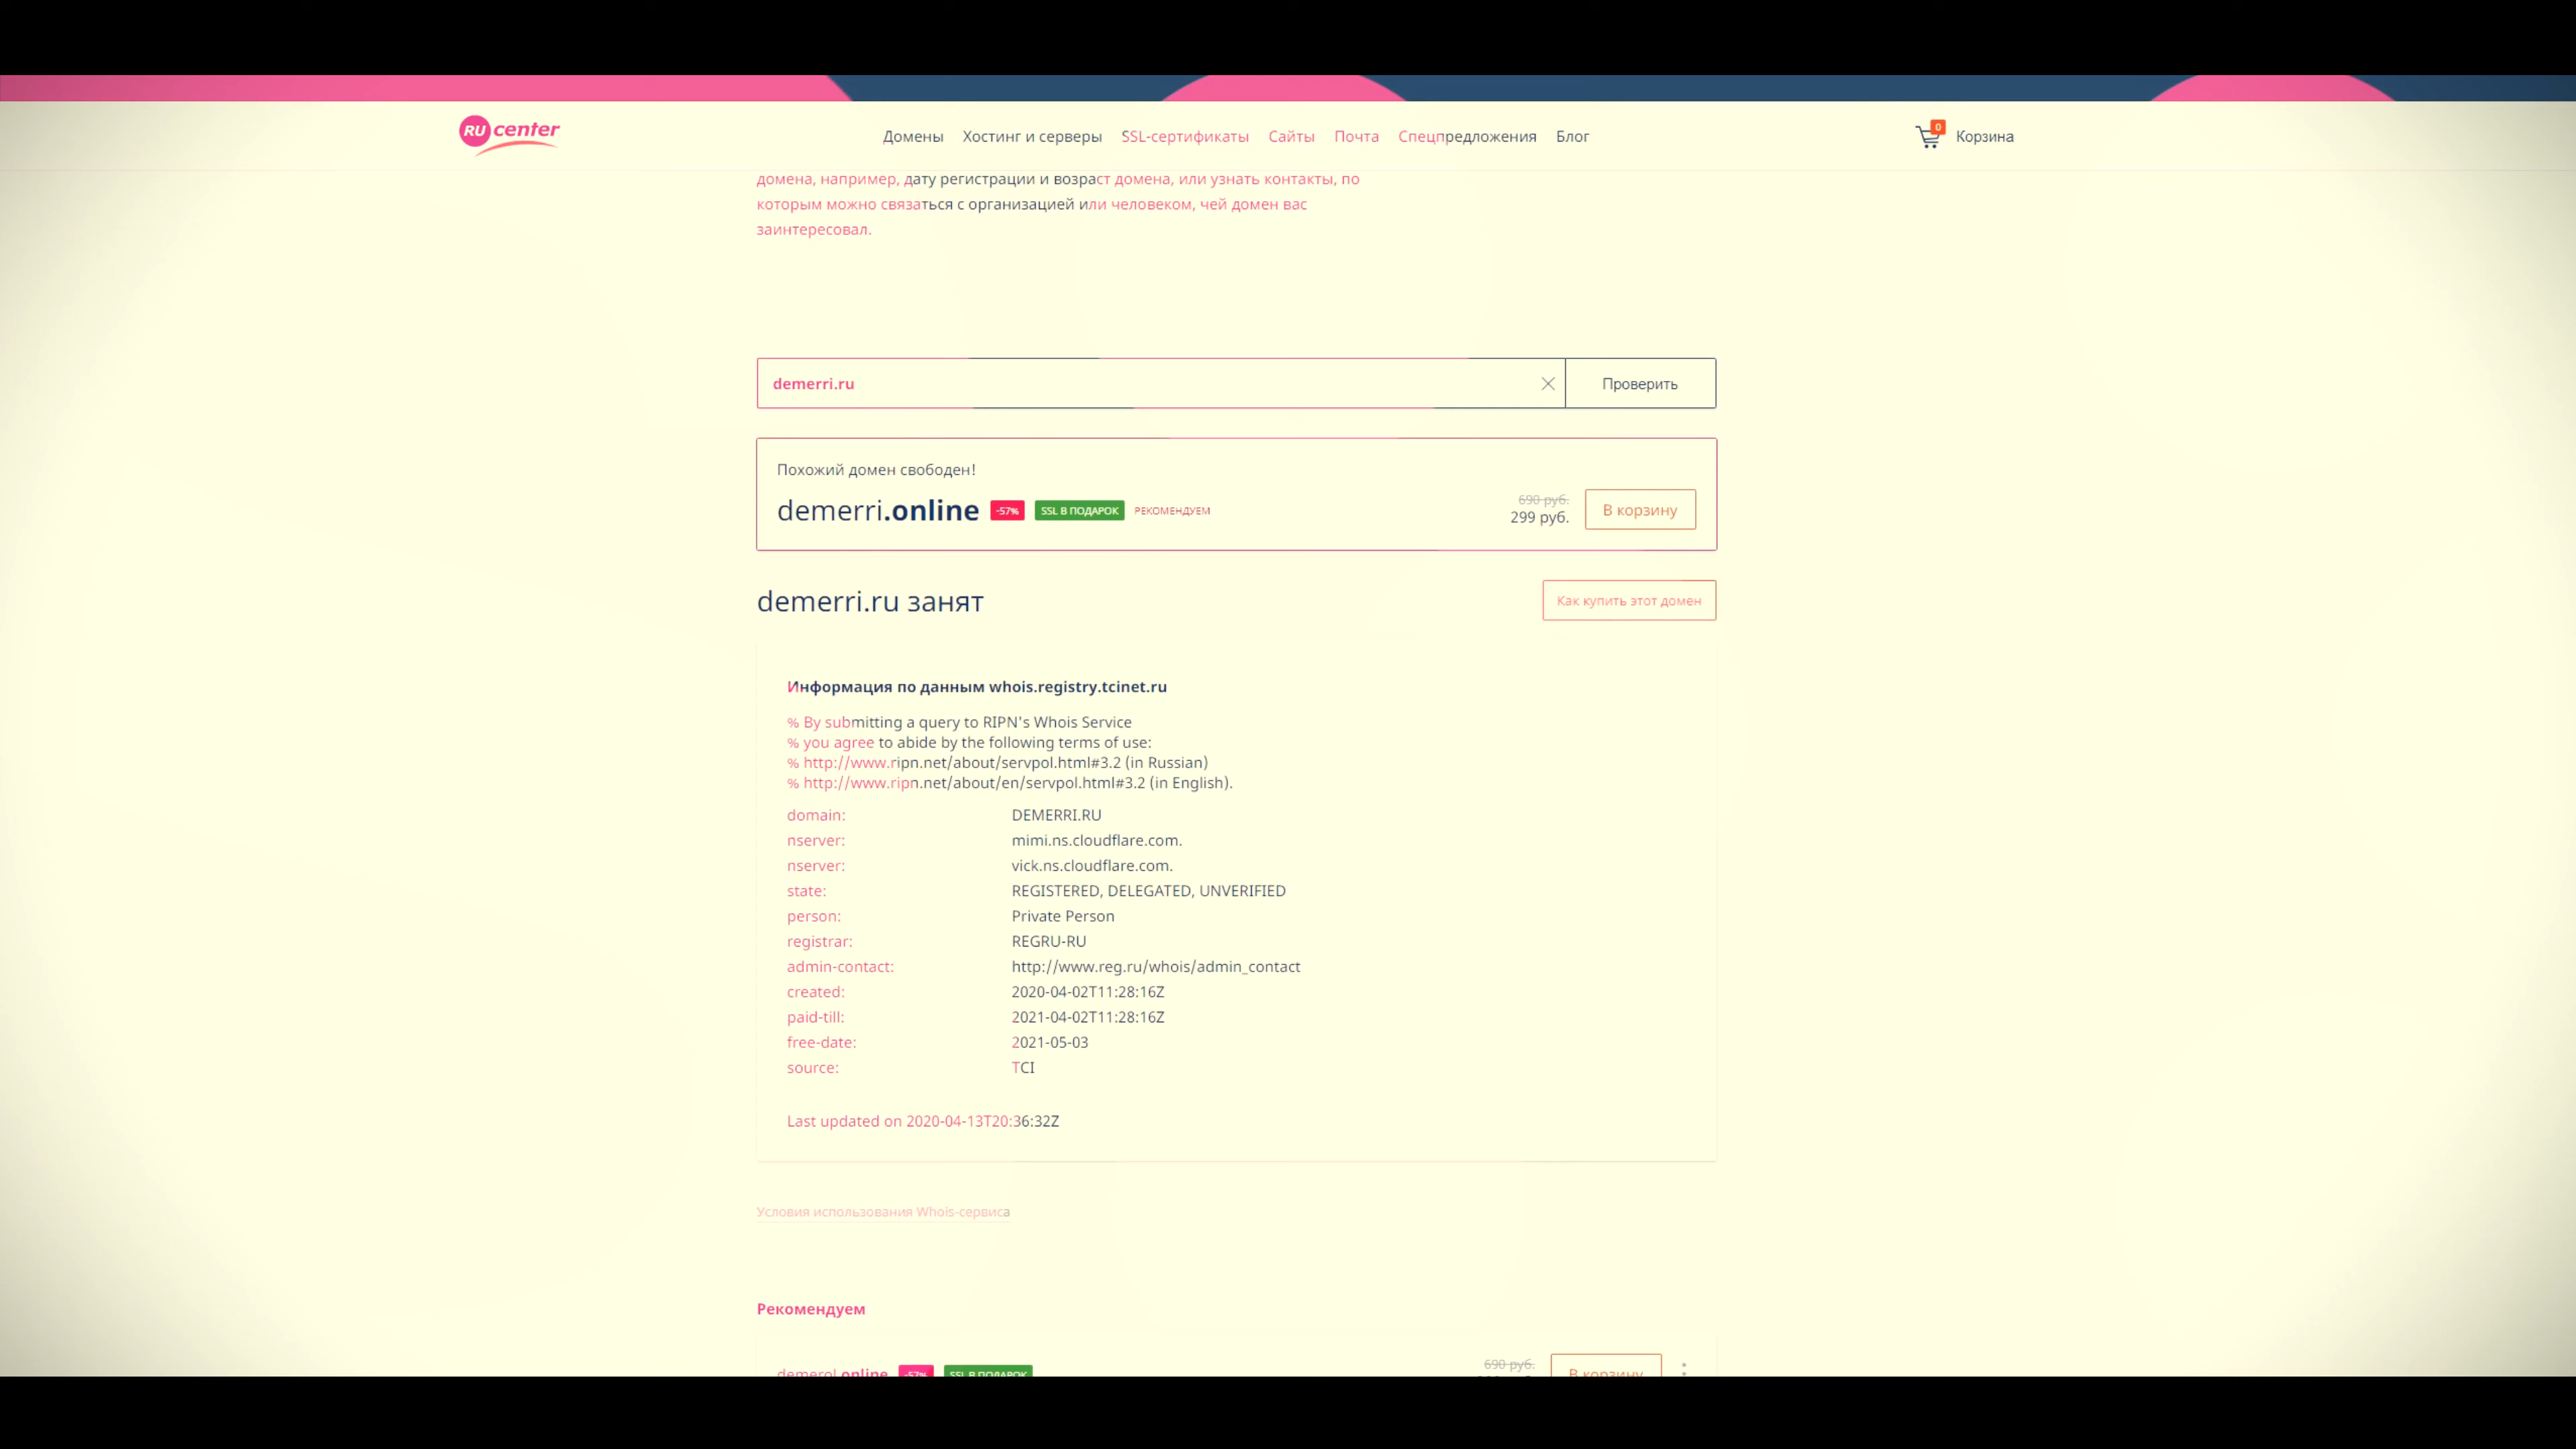 RU center
Домены Хостинг и серверы SSL-сертификаты Сайты Почта Спецпредложения Блог
0 Корзина
домена, например, дату регистрации и возраст домена, или узнать контакты, по
которым можно связаться с организацией или человеком, чей домен вас
заинтересовал.
demerri.ru Проверить
Похожий домен свободен!
demerri.online -57% SSL В ПОДАРОК РЕКОМЕНДУЕМ
690 руб.
299 руб.
В корзину
demerri.ru занят
Как купить этот домен
Информация по данным whois.registry.tcinet.ru
% By submitting a query to RIPN's Whois Service
% you agree to abide by the following terms of use:
% http://www.ripn.net/about/servpol.html#3.2 (in Russian)
% http://www.ripn.net/about/en/servpol.html#3.2 (in English).
domain: DEMERRI.RU
nserver: mimi.ns.cloudflare.com.
nserver: vick.ns.cloudflare.com.
state: REGISTERED, DELEGATED, UNVERIFIED
person: Private Person
registrar: REGRU-RU
admin-contact: http://www.reg.ru/whois/admin_contact
created: 2020-04-02T11:28:16Z
paid-till: 2021-04-02T11:28:16Z
free-date: 2021-05-03
source: TCI
Last updated on 2020-04-13T20:36:32Z
Условия использования Whois-сервиса
Рекомендуем
demerol.online -57% SSL В ПОДАРОК
690 руб.
В корзину